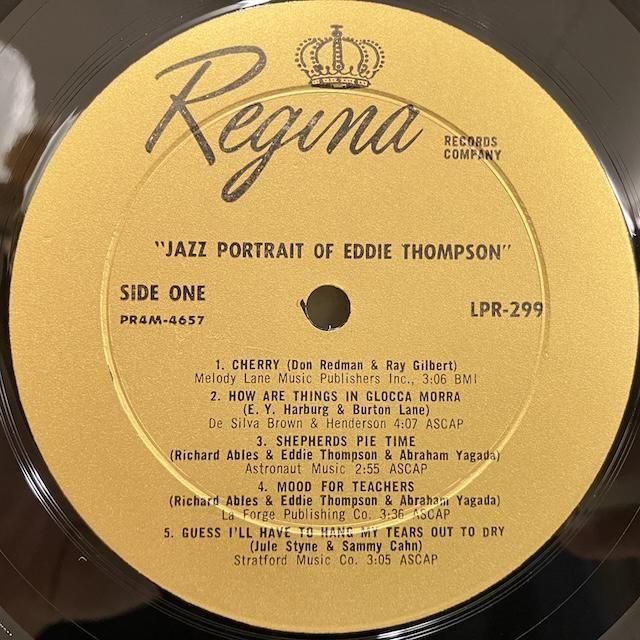 Regina
RECORDS
COMPANY
"JAZZ PORTRAIT OF EDDIE THOMPSON"
SIDE ONE
PR4M-4657
LPR-299
1. CHERRY (Don Redman & Ray Gilbert)
Melody Lane Music Publishers Inc., 3:06 BMI
2. HOW ARE THINGS IN GLOCCA MORRA
(E. Y. Harburg & Burton Lane)
De Silva Brown & Henderson 4:07 ASCAP
3. SHEPHERDS PIE TIME
(Richard Ables & Eddie Thompson & Abraham Yagada)
Astronaut Music 2:55 ASCAP
4. MOOD FOR TEACHERS
(Richard Ables & Eddie Thompson & Abraham Yagada)
La Forge Publishing Co. 3:36 ASCAP
5. GUESS I'LL HAVE TO HANG MY TEARS OUT TO DRY
(Jule Styne & Sammy Cahn)
Stratford Music Co. 3:05 ASCAP